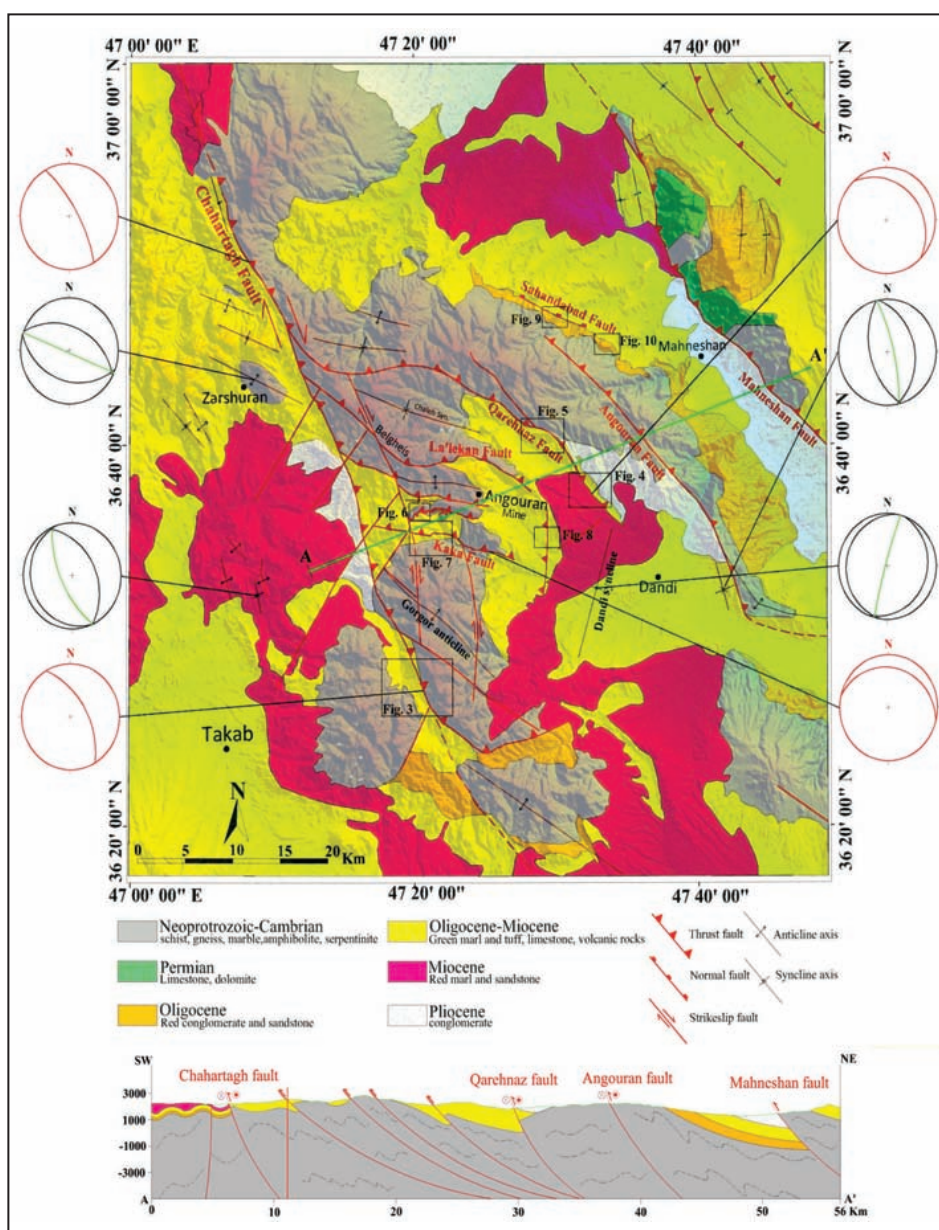 47 00' 00" E
47 20' 00"
47 40' 00"
N
37 00' 00" N
37 00' 00" N
N
N
Chahartagh Fault
Sahandabad Fault
Fig. 9
Fig. 10
Mahneshan
A'
N
N
Zarshuran
Mahneshan Fault
Angouran Fault
Qarehnaz Fault
Fig. 5
Belgheis
La'lekan Fault
36 40' 00" N
36 40' 00" N
Fig. 4
Angouran
Mine
Fig. 6
Fig. 8
A
Kaka Fault
Fig. 7
N
N
Dandi
Dandi syncline
Gorgor anticline
N
N
Fig. 3
Takab
N
0 5 10 15 20 Km
36 20' 00" N
36 20' 00" N
47 00' 00" E
47 20' 00"
47 40' 00"
Neoprotrozoic-Cambrian
schist, gneiss, marble,amphibolite, serpentinite
Permian
Limestone, dolomite
Oligocene
Red conglomerate and sandstone
Oligocene-Miocene
Green marl and tuff, limestone, volcanic rocks
Miocene
Red marl and sandstone
Pliocene
conglomerate
Thrust fault
Normal fault
Strikeslip fault
Anticline axis
Syncline axis
SW
NE
Chahartagh fault
Qarehnaz fault
Angouran fault
Mahneshan fault
3000
1000
-1000
-3000
A
A'
0 10 20 30 40 50 56 Km